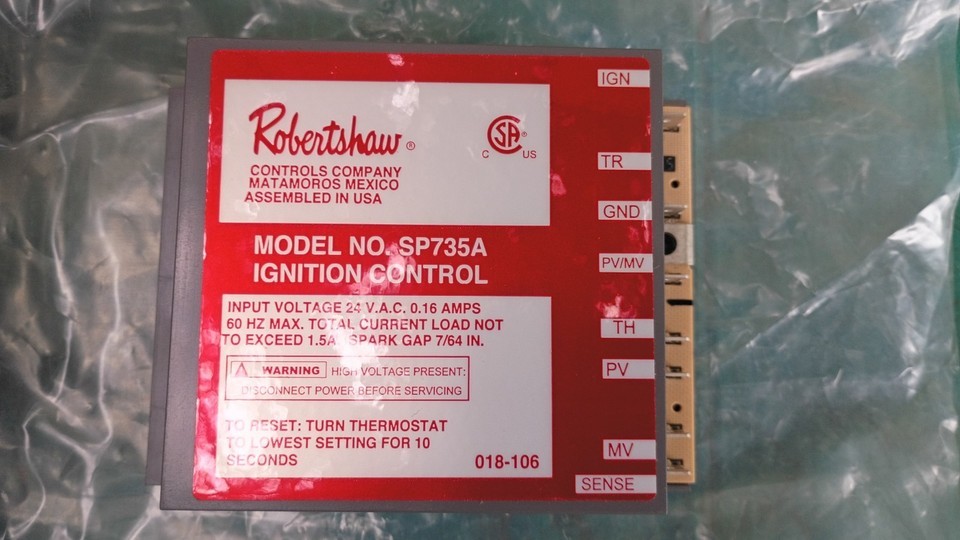 Robertshaw ®
CONTROLS COMPANY
MATAMOROS MEXICO
ASSEMBLED IN USA
CSA ®
C US
MODEL NO. SP735A
IGNITION CONTROL
INPUT VOLTAGE 24 V.A.C. 0.16 AMPS
60 HZ MAX. TOTAL CURRENT LOAD NOT
TO EXCEED 1.5A. SPARK GAP 7/64 IN.
WARNING HIGH VOLTAGE PRESENT:
DISCONNECT POWER BEFORE SERVICING
TO RESET: TURN THERMOSTAT
TO LOWEST SETTING FOR 10
SECONDS
018-106
IGN
TR
GND
PV/MV
TH
PV
MV
SENSE